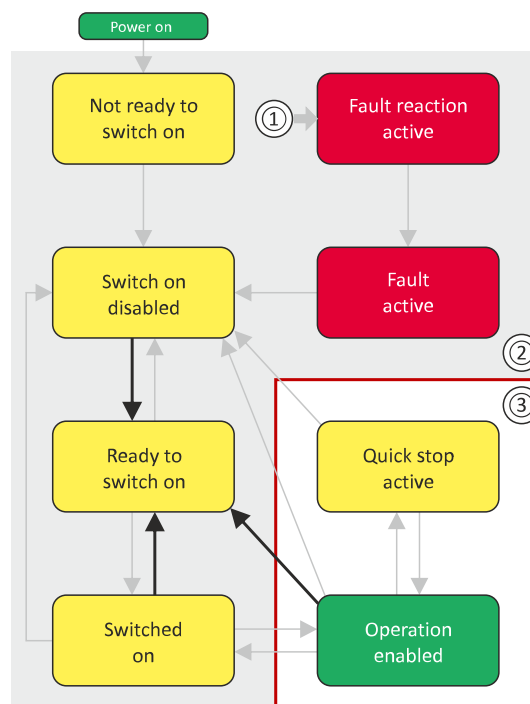 Power on
Not ready to
switch on
①
Fault reaction
active
Switch on
disabled
Fault
active
②
③
Ready to
switch on
Quick stop
active
Switched
on
Operation
enabled